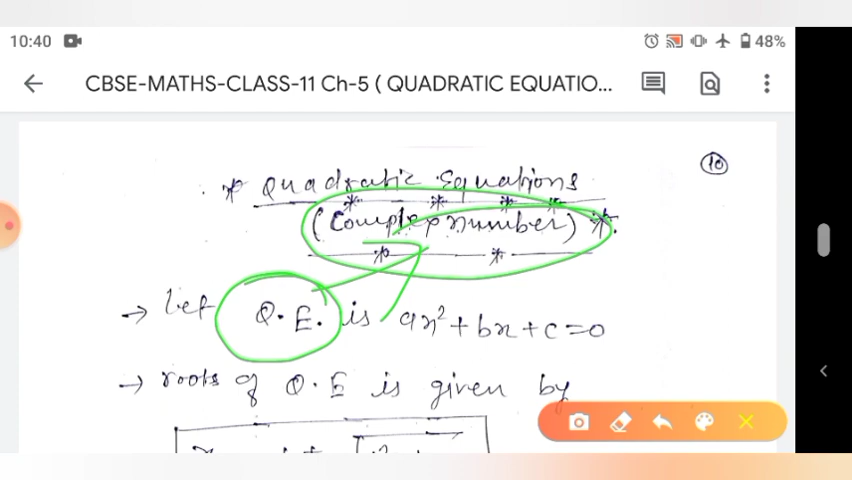 10:40 48%
CBSE-MATHS-CLASS-11 Ch-5 ( QUADRATIC EQUATIO...
10
* Quadratic Equations
(Complex number) *.
→ let Q.E. is ax² + bx + c = 0
→ roots of Q.E is given by